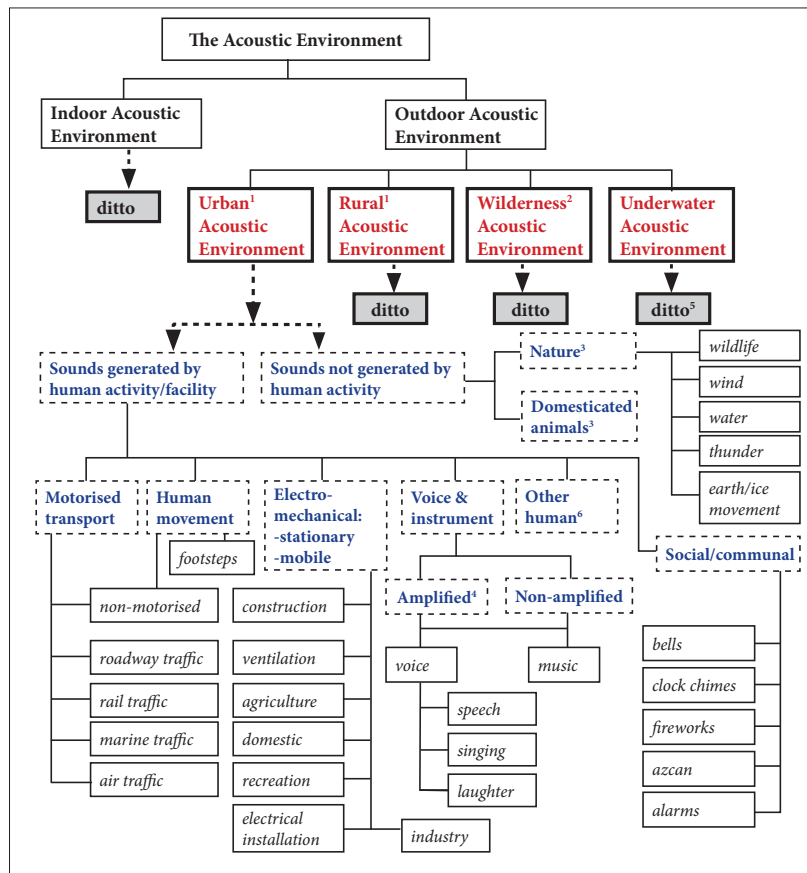 The Acoustic Environment
Indoor Acoustic
Environment
Outdoor Acoustic
Environment
ditto
Urban¹
Acoustic
Environment
Rural¹
Acoustic
Environment
Wilderness²
Acoustic
Environment
Underwater
Acoustic
Environment
ditto
ditto
ditto⁵
Sounds generated by
human activity/facility
Sounds not generated by
human activity
Nature³
Domesticated
animals³
wildlife
wind
water
thunder
earth/ice
movement
Motorised
transport
Human
movement
Electro-
mechanical:
-stationary
-mobile
Voice &
instrument
Other
human⁶
Social/communal
footsteps
non-motorised
roadway traffic
rail traffic
marine traffic
air traffic
construction
ventilation
agriculture
domestic
recreation
electrical
installation
industry
Amplified⁴
Non-amplified
voice
music
speech
singing
laughter
bells
clock chimes
fireworks
azcan
alarms